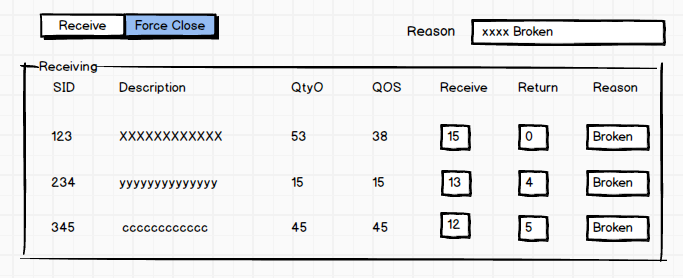 Receive Force Close Reason xxxx Broken
Receiving
SID Description QtyO QOS Receive Return Reason
123 XXXXXXXXXXXX 53 38 15 0 Broken
234 yyyyyyyyyyyyyy 15 15 13 4 Broken
345 cccccccccccc 45 45 12 5 Broken